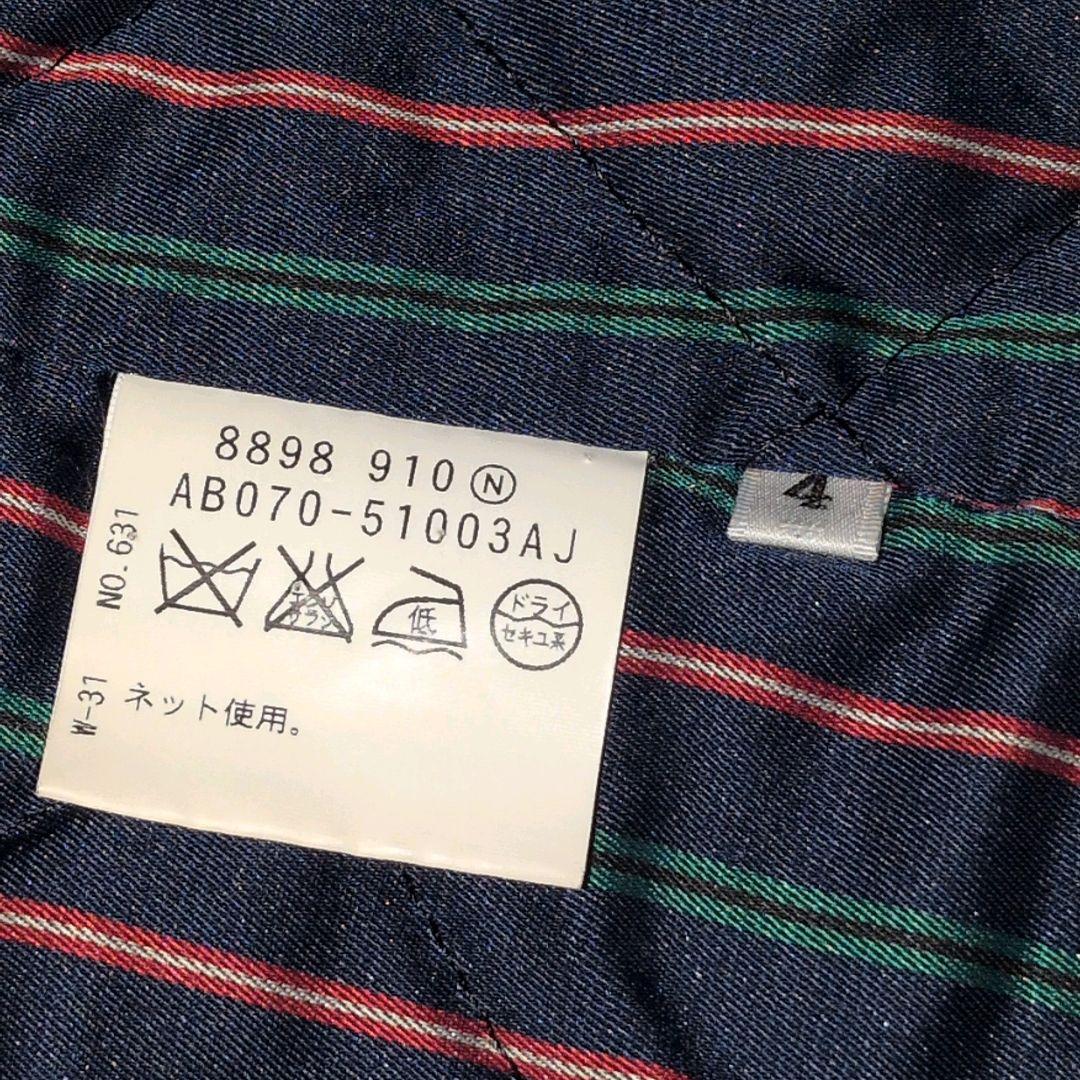 8898 910 Ⓝ
AB070-51003AJ
NO.631
エンソ
サラシ
低
ドライ
セキユ系
W-31
ネット使用。
4